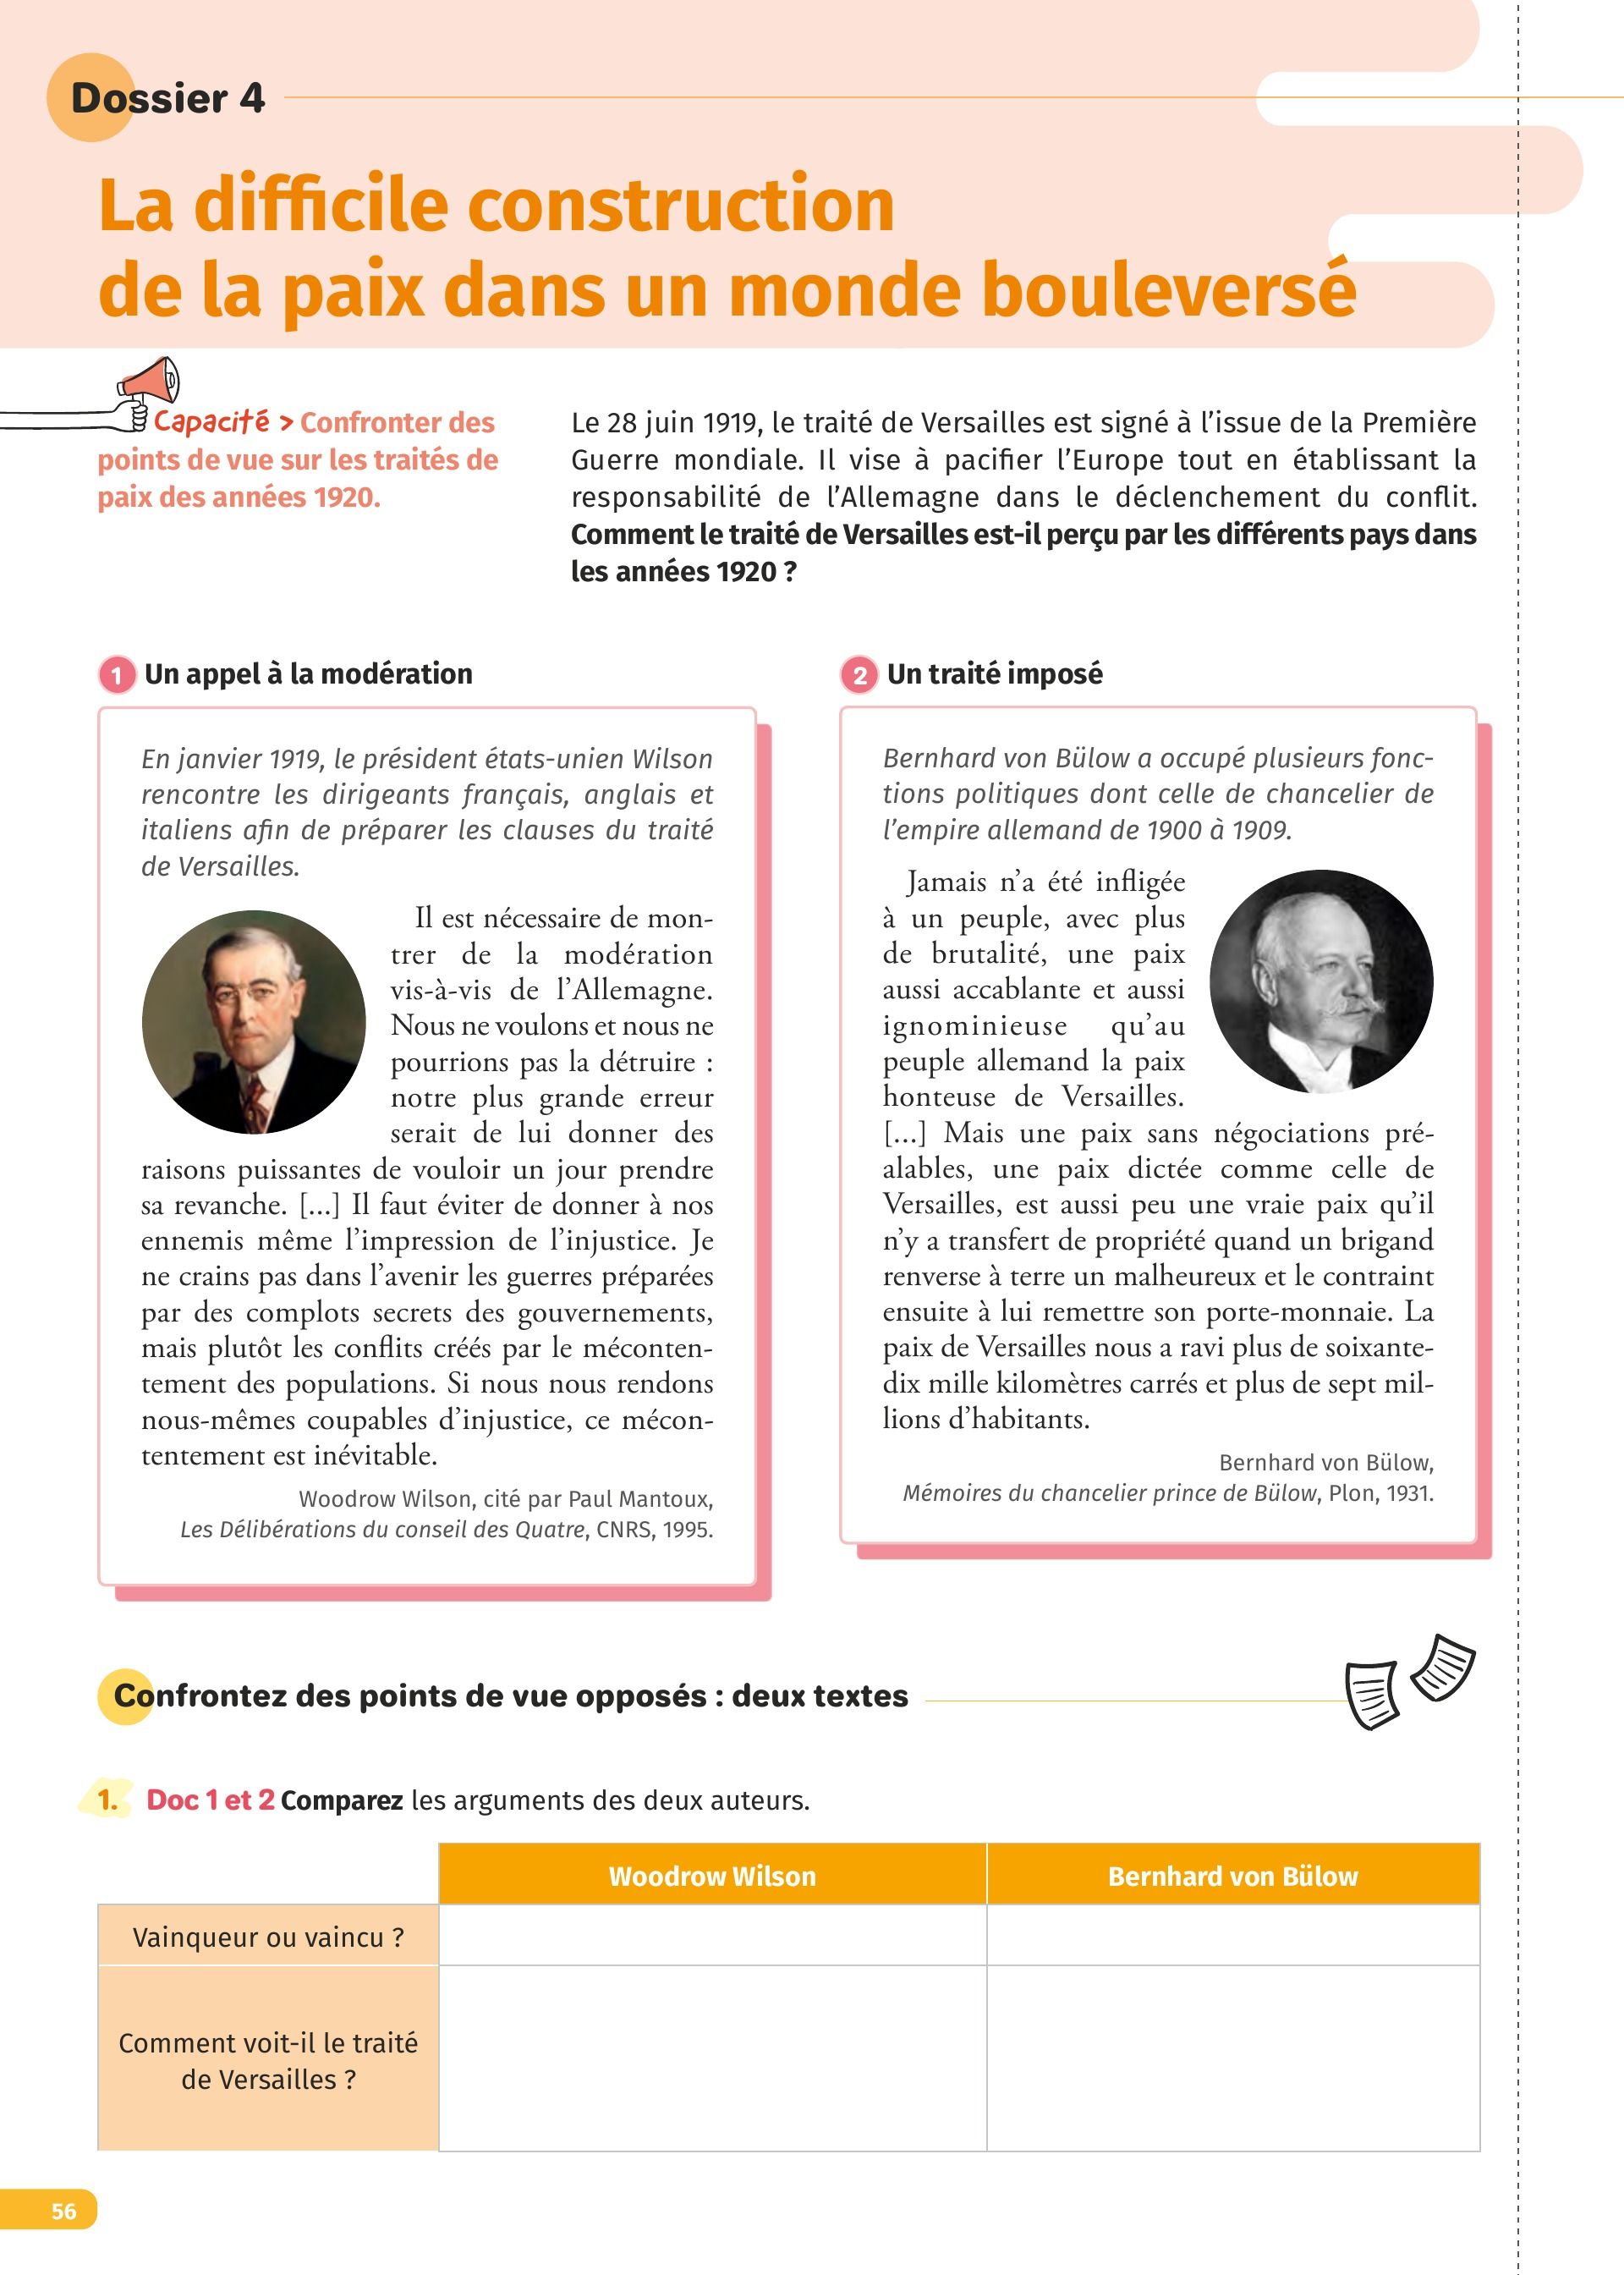 Dossier 4
La difficile construction
de la paix dans un monde bouleversé
Capacité > Confronter des
points de vue sur les traités de
paix des années 1920.
Le 28 juin 1919, le traité de Versailles est signé à l’issue de la Première
Guerre mondiale. Il vise à pacifier l’Europe tout en établissant la
responsabilité de l’Allemagne dans le déclenchement du conflit.
Comment le traité de Versailles est-il perçu par les différents pays dans
les années 1920 ?
1 Un appel à la modération
En janvier 1919, le président états-unien Wilson
rencontre les dirigeants français, anglais et
italiens afin de préparer les clauses du traité
de Versailles.
Il est nécessaire de mon-
trer de la modération
vis-à-vis de l’Allemagne.
Nous ne voulons et nous ne
pourrions pas la détruire :
notre plus grande erreur
serait de lui donner des
raisons puissantes de vouloir un jour prendre
sa revanche. [...] Il faut éviter de donner à nos
ennemis même l’impression de l’injustice. Je
ne crains pas dans l’avenir les guerres préparées
par des complots secrets des gouvernements,
mais plutôt les conflits créés par le méconten-
tement des populations. Si nous nous rendons
nous-mêmes coupables d’injustice, ce mécon-
tentement est inévitable.
Woodrow Wilson, cité par Paul Mantoux,
Les Délibérations du conseil des Quatre, CNRS, 1995.
2 Un traité imposé
Bernhard von Bülow a occupé plusieurs fonc-
tions politiques dont celle de chancelier de
l’empire allemand de 1900 à 1909.
Jamais n’a été infligée
à un peuple, avec plus
de brutalité, une paix
aussi accablante et aussi
ignominieuse qu’au
peuple allemand la paix
honteuse de Versailles.
[...] Mais une paix sans négociations pré-
alables, une paix dictée comme celle de
Versailles, est aussi peu une vraie paix qu’il
n’y a transfert de propriété quand un brigand
renverse à terre un malheureux et le contraint
ensuite à lui remettre son porte-monnaie. La
paix de Versailles nous a ravi plus de soixante-
dix mille kilomètres carrés et plus de sept mil-
lions d’habitants.
Bernhard von Bülow,
Mémoires du chancelier prince de Bülow, Plon, 1931.
Confrontez des points de vue opposés : deux textes
1. Doc 1 et 2 Comparez les arguments des deux auteurs.
Woodrow Wilson
Bernhard von Bülow
Vainqueur ou vaincu ?
Comment voit-il le traité
de Versailles ?
56